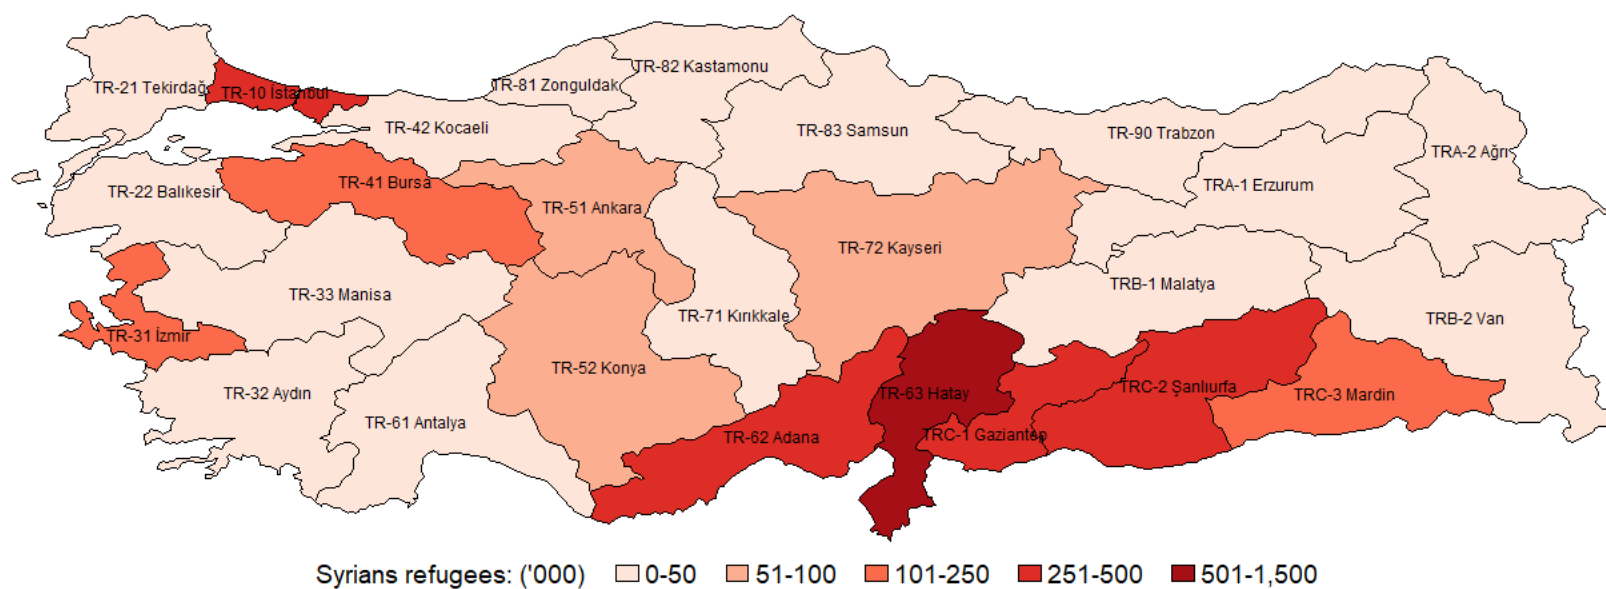 TR-82 Kastamonu
TR-21 Tekirdağ
TR-81 Zonguldak
TR-10 İstanbul
TR-42 Kocaeli
TR-83 Samsun
TR-90 Trabzon
TRA-2 Ağrı
TR-41 Bursa
TRA-1 Erzurum
TR-22 Balıkesir
TR-51 Ankara
TR-72 Kayseri
TRB-1 Malatya
TR-33 Manisa
TR-71 Kırıkkale
TRB-2 Van
TR-31 İzmir
TR-52 Konya
TRC-2 Şanlıurfa
TR-32 Aydın
TR-63 Hatay
TRC-3 Mardin
TR-61 Antalya
TR-62 Adana
TRC-1 Gaziantep
Syrians refugees: ('000) 0-50 51-100 101-250 251-500 501-1,500